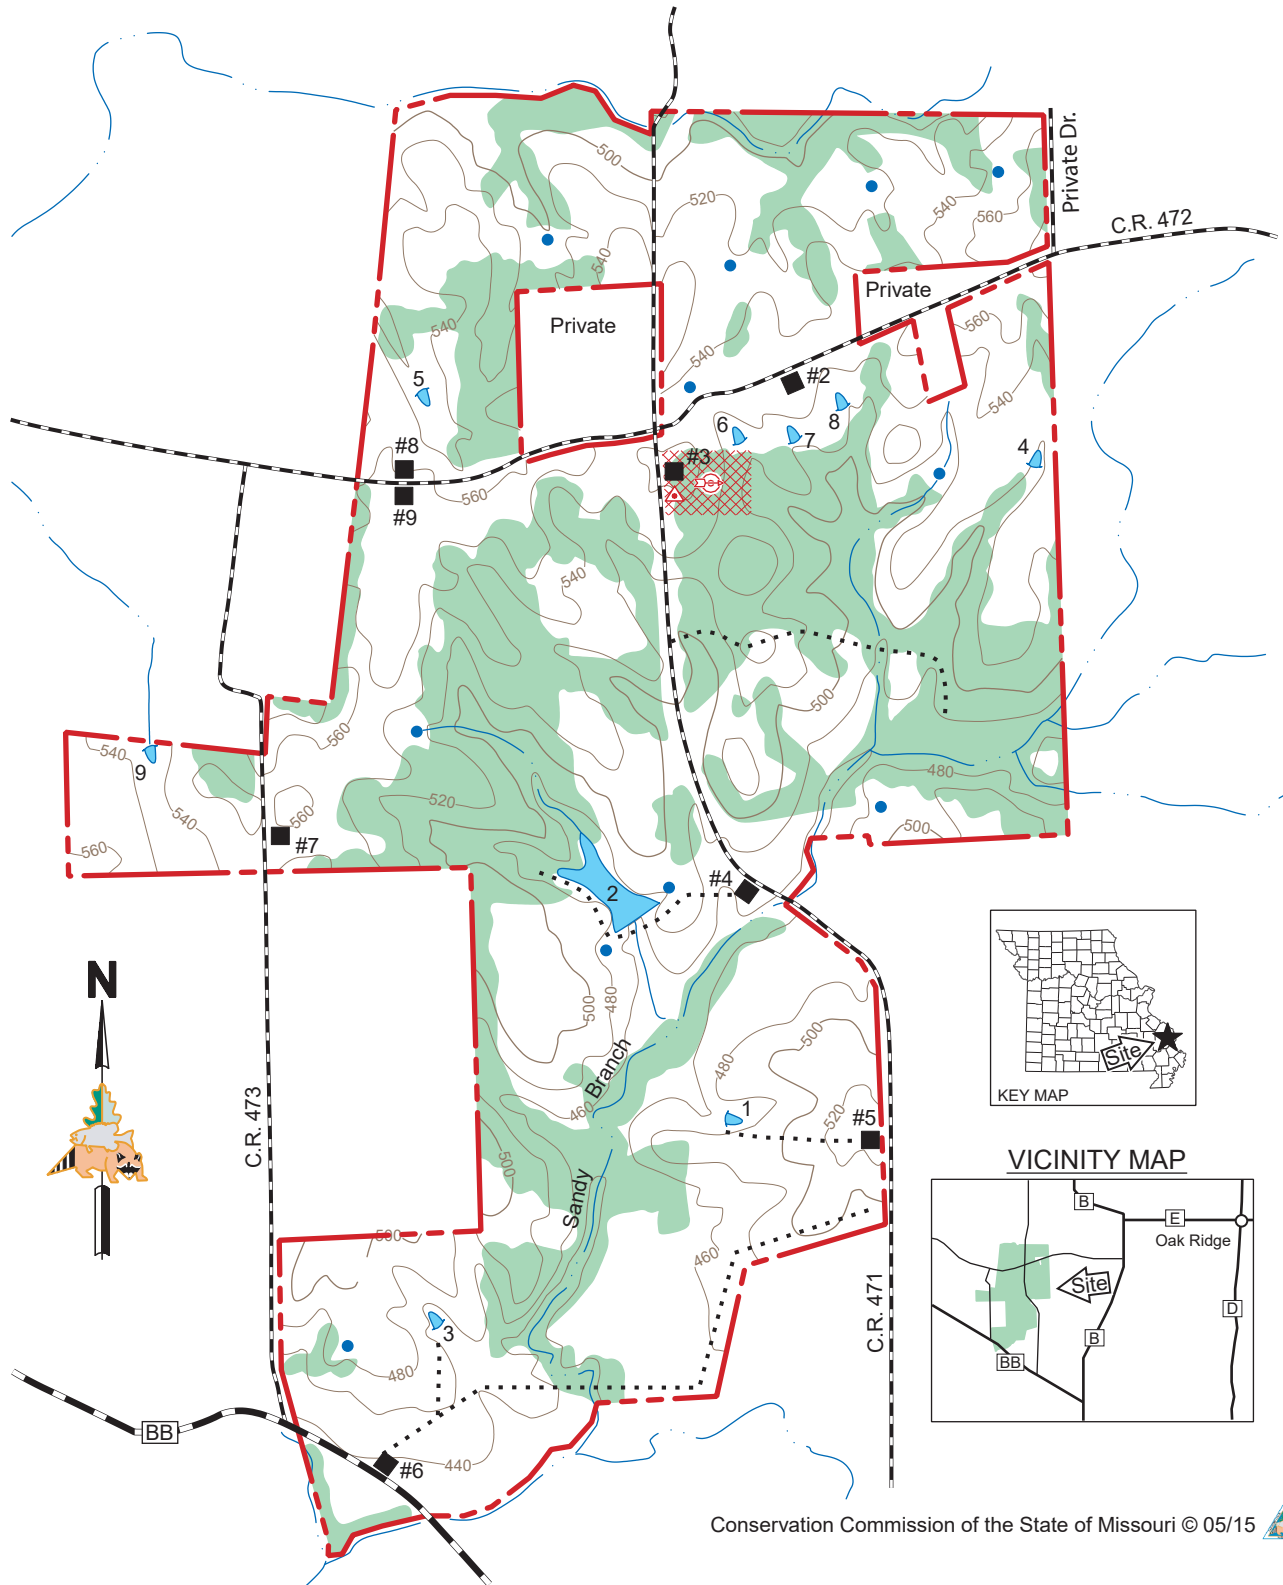 Private Dr.
C.R. 472
500
520
540
560
540
Private
Private
540
560
540
540
5
#2
8
6
7
4
#8
#3
560
#9
540
500
560
540
9
480
520
560
540
#7
500
560
2
#4
N
500
480
500
480
Branch
KEY MAP
Site
460
1
520
#5
C.R. 473
VICINITY MAP
500
Sandy
B
E
Oak Ridge
500
460
Site
D
3
C.R. 471
B
480
BB
BB
440
#6
Conservation Commission of the State of Missouri © 05/15